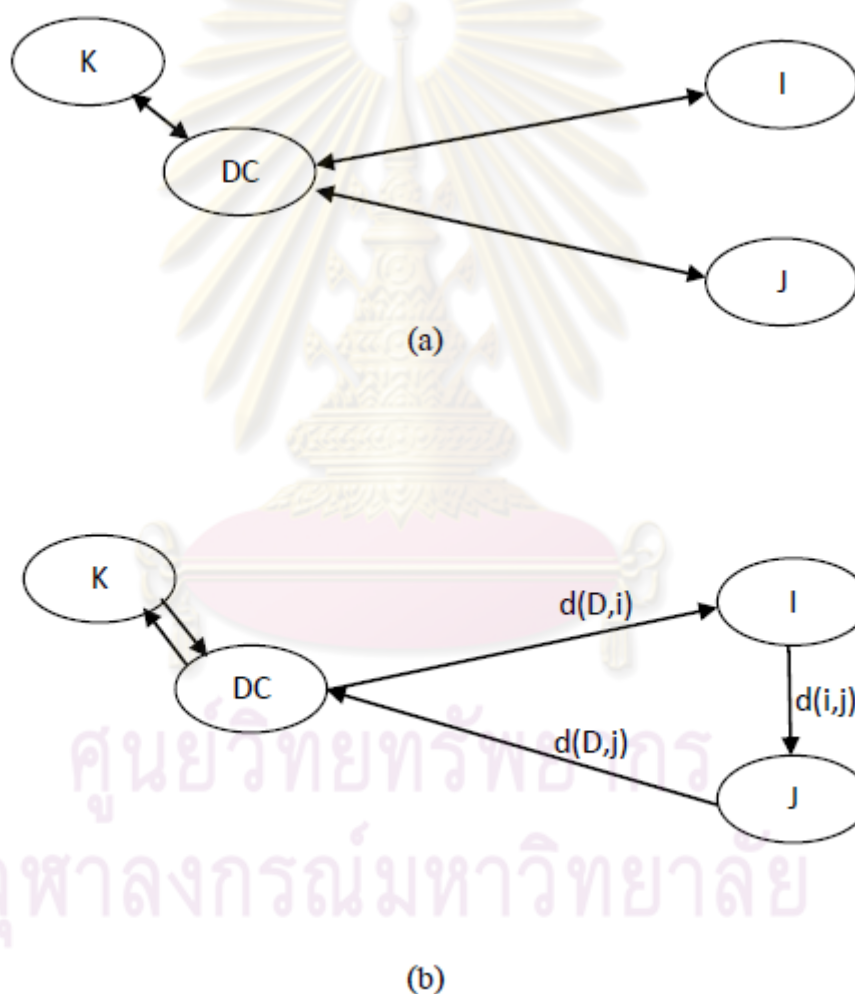 K
I
DC
J
(a)
K
d(D,i)
I
DC
d(i,j)
ศูนย์วิทยทรัพยากร
d(D,j)
J
จุฬาลงกรณ์มหาวิทยาลัย
(b)